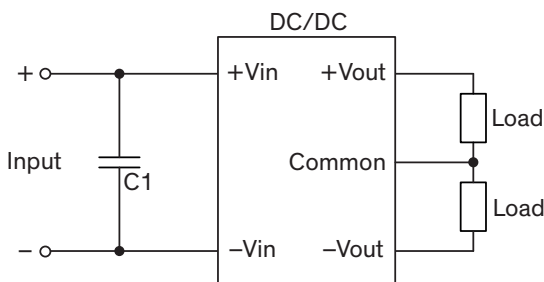 DC/DC
+ +Vin +Vout
Load
Input C1 Common
Load
− −Vin −Vout